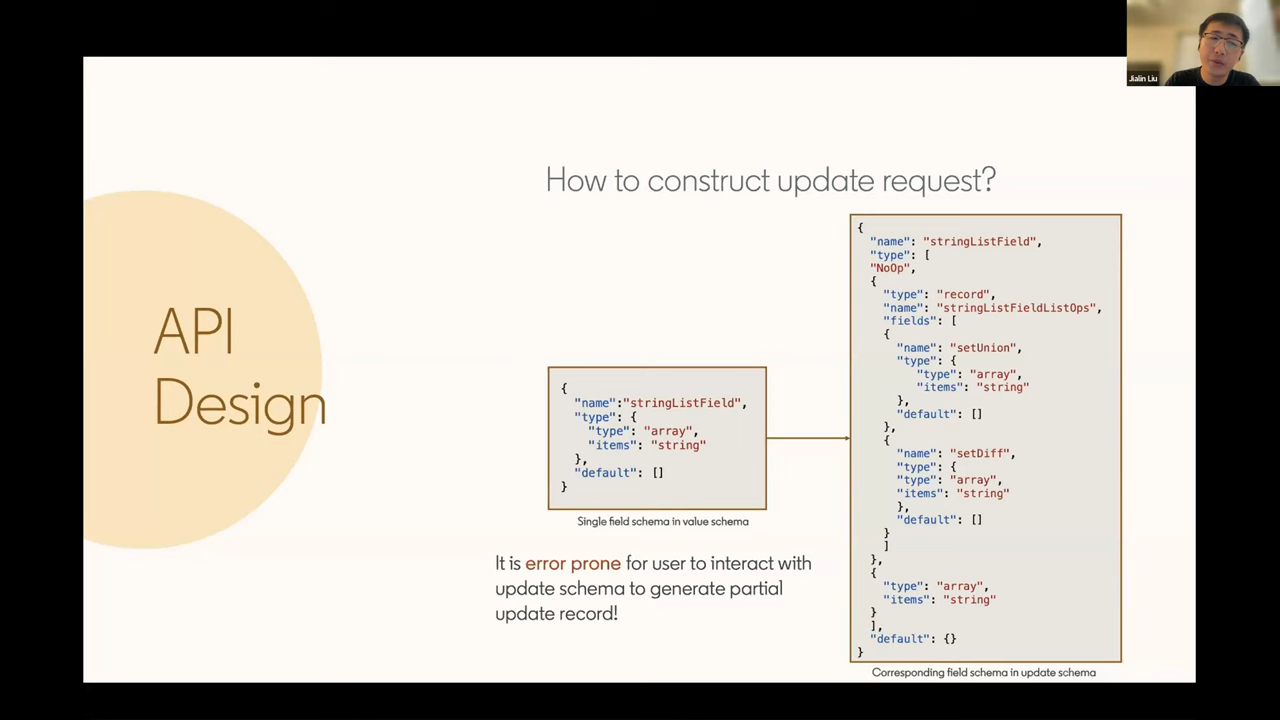 Jialin Liu
How to construct update request?
API
Design
{
"name":"stringListField",
"type": {
"type": "array",
"items": "string"
},
"default": []
}
Single field schema in value schema
It is error prone for user to interact with
update schema to generate partial
update record!
{
"name": "stringListField",
"type": [
"NoOp",
{
"type": "record",
"name": "stringListFieldListOps",
"fields": [
{
"name": "setUnion",
"type": {
"type": "array",
"items": "string"
},
"default": []
},
{
"name": "setDiff",
"type": {
"type": "array",
"items": "string"
},
"default": []
}
]
},
{
"type": "array",
"items": "string"
}
],
"default": {}
}
Corresponding field schema in update schema